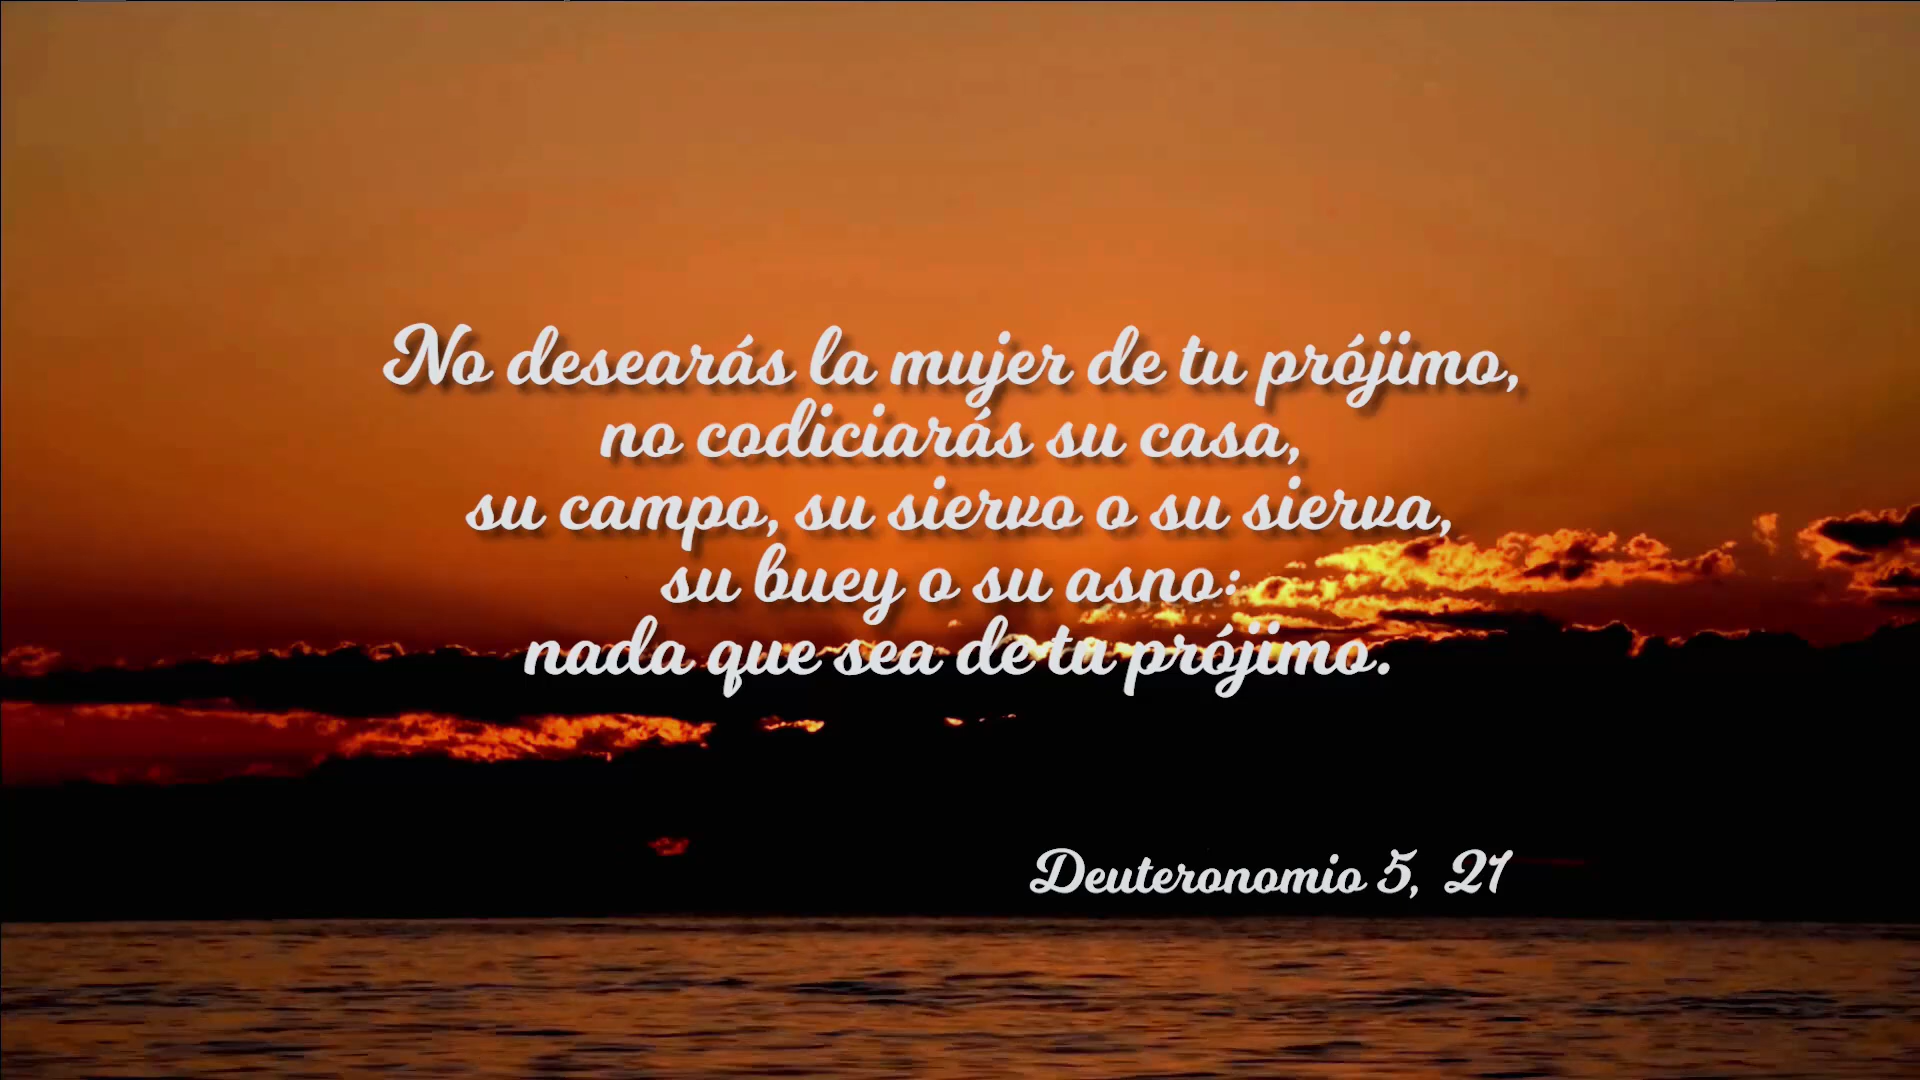 No desearás la mujer de tu prójimo,
no codiciarás su casa,
su campo, su siervo o su sierva,
su buey o su asno:
nada que sea de tu prójimo.
Deuteronomio 5, 21